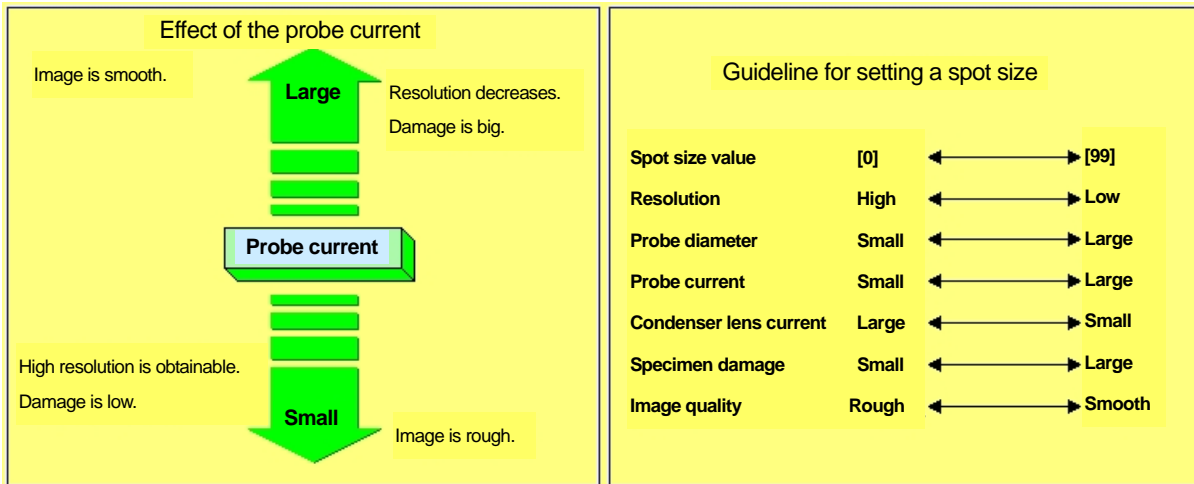 Effect of the probe current
Image is smooth.
Large
Resolution decreases.
Damage is big.
Probe current
High resolution is obtainable.
Damage is low.
Small
Image is rough.
Guideline for setting a spot size
Spot size value [0] [99]
Resolution High Low
Probe diameter Small Large
Probe current Small Large
Condenser lens current Large Small
Specimen damage Small Large
Image quality Rough Smooth